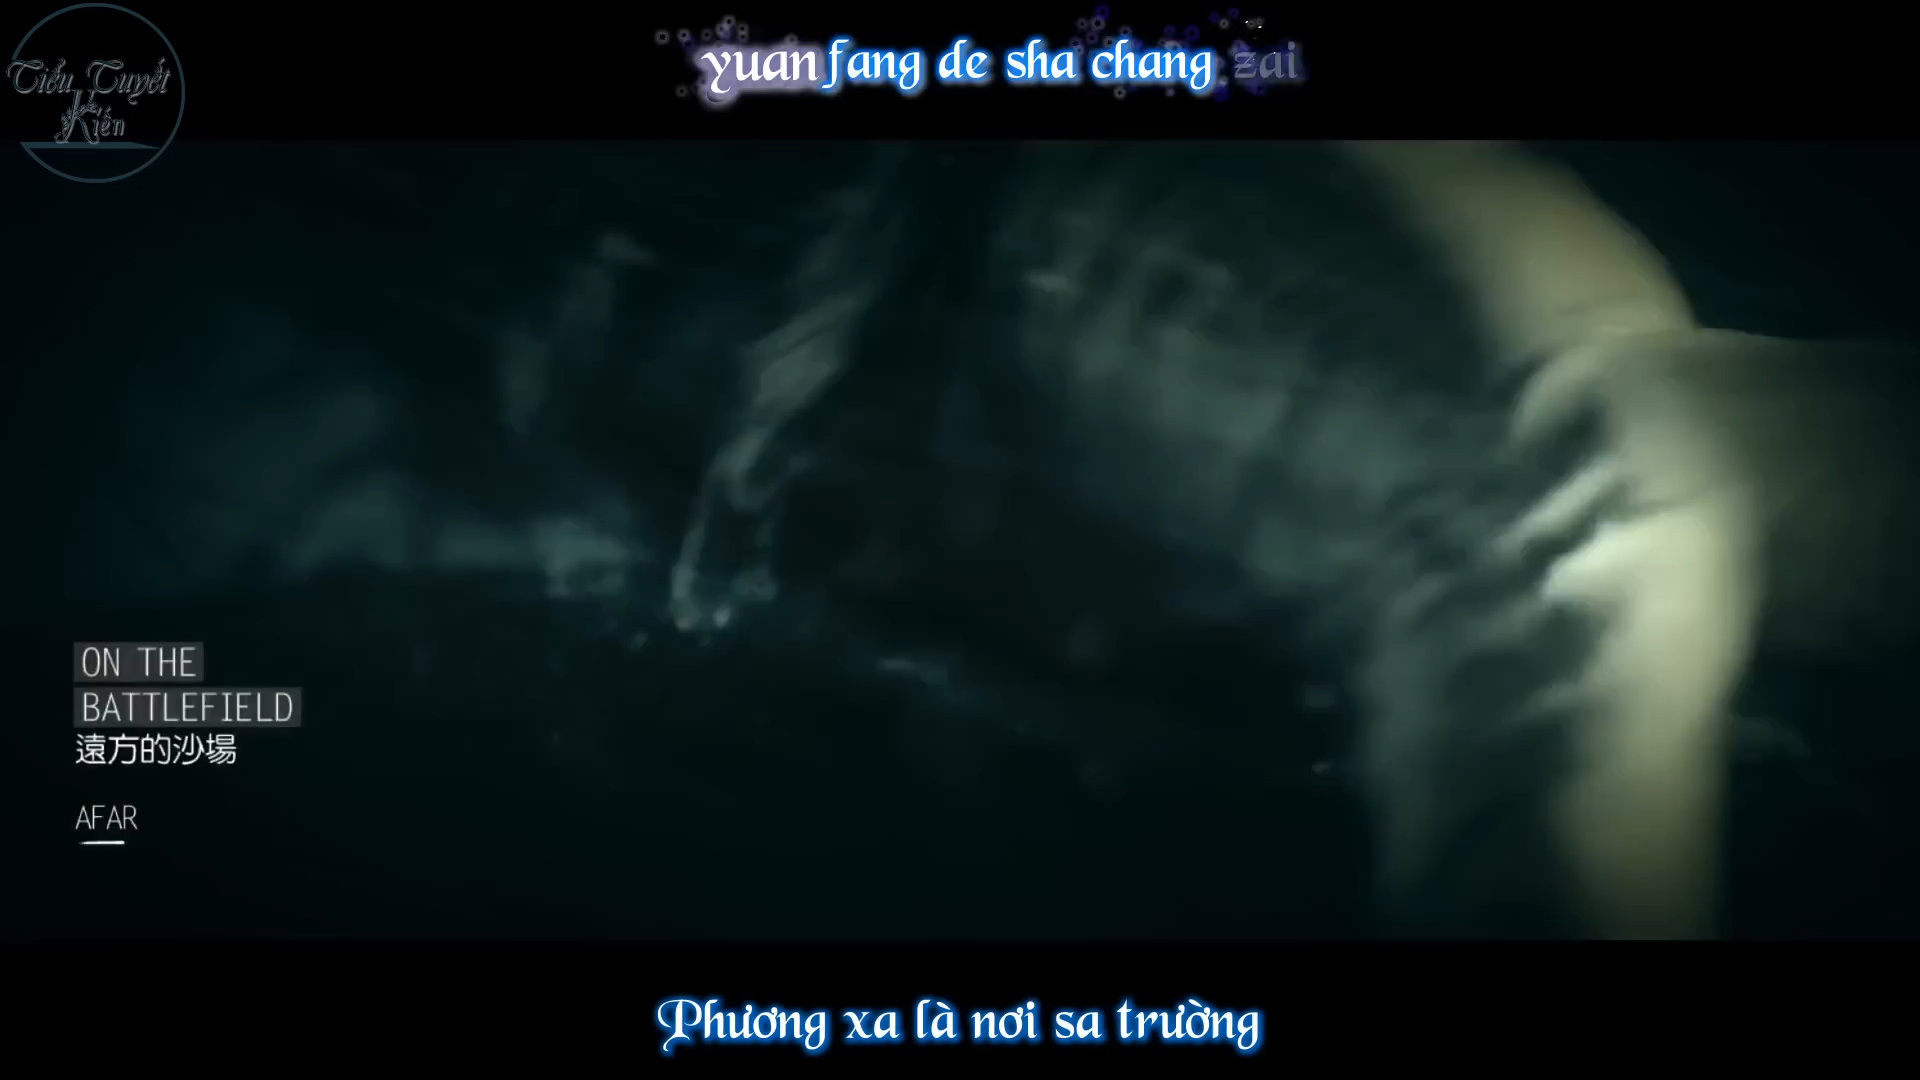 Tiểu Tuyết
Kiến
yuan fang de sha chang zai
ON THE
BATTLEFIELD
遠方的沙場
AFAR
Phương xa là nơi sa trường